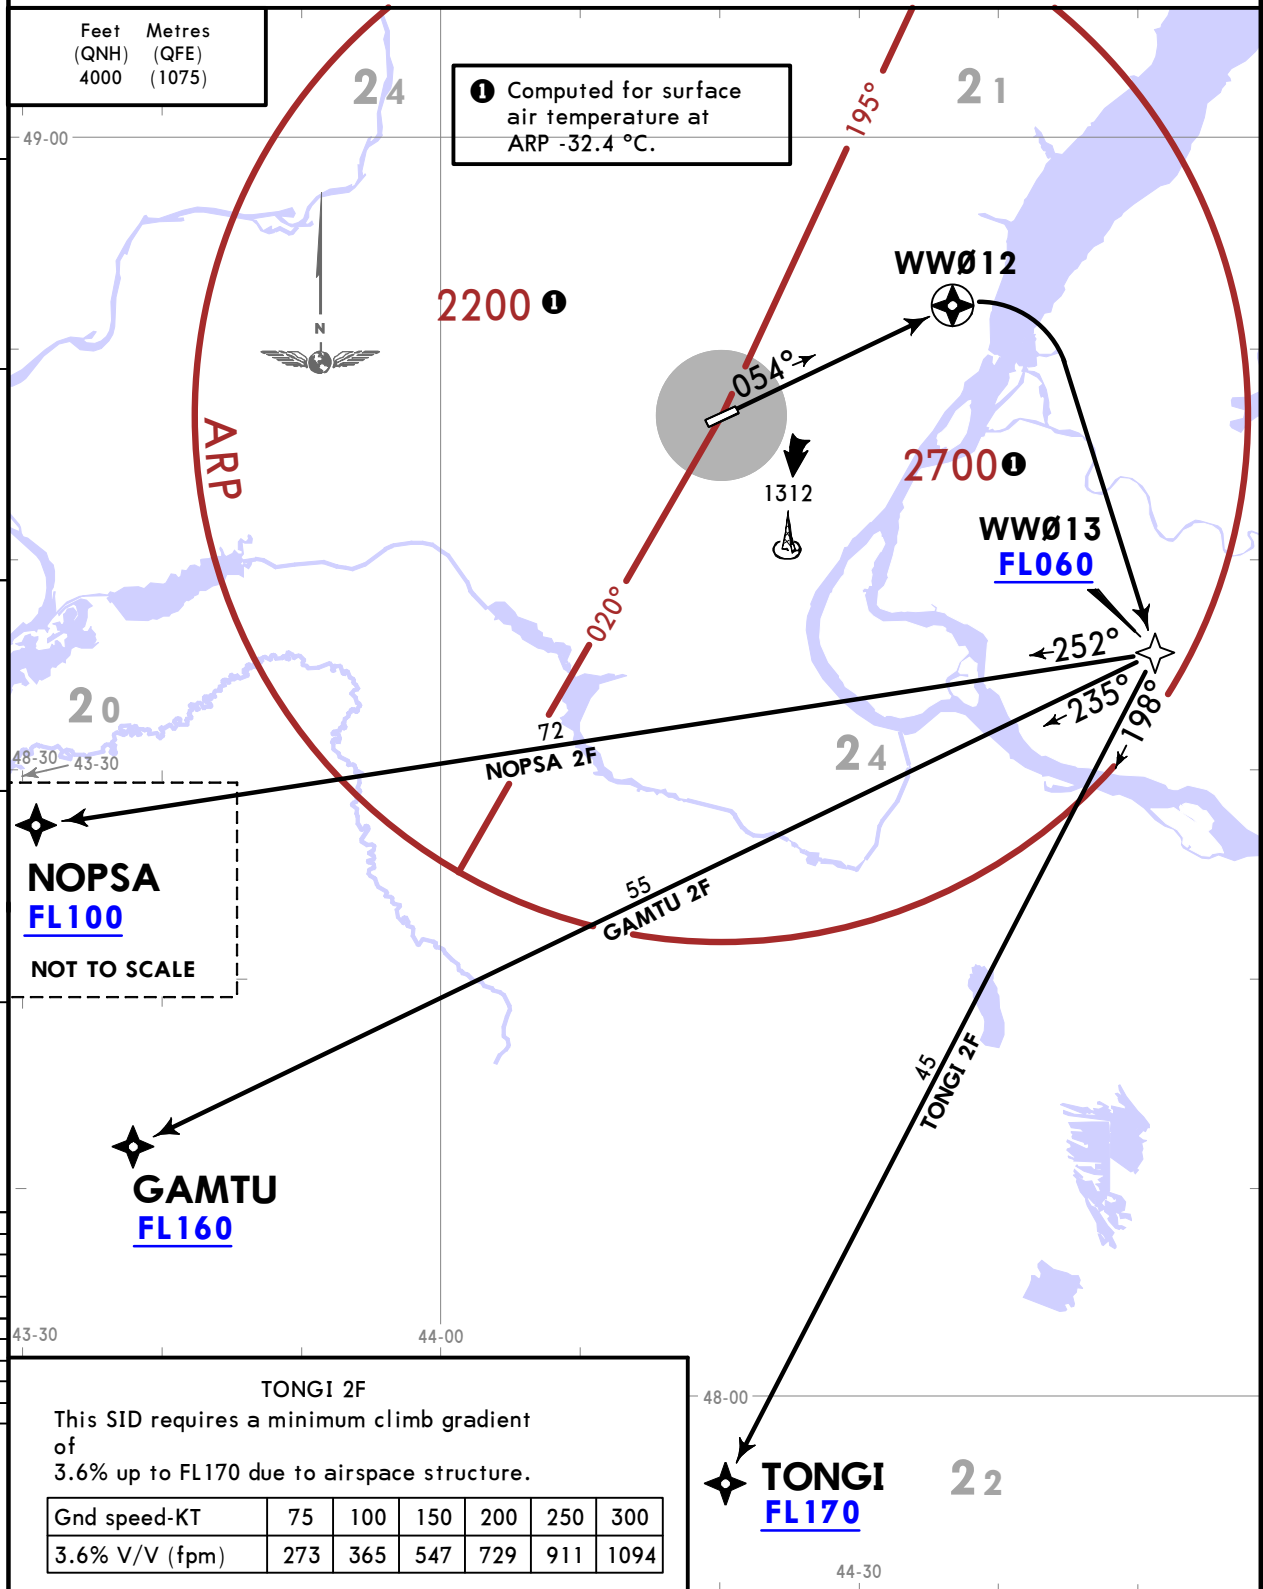 Feet Metres
(QNH) (QFE)
4000 (1075)
24
❶ Computed for surface
air temperature at
ARP -32.4 °C.
195°
21
49-00
WWØ12
2200 ❶
N
054°
ARP
2700 ❶
1312
WWØ13
FL060
020°
252°
235°
198°
20
48-30 43-30
72
NOPSA 2F
24
NOPSA
FL100
NOT TO SCALE
55
GAMTU 2F
45
TONGI 2F
GAMTU
FL160
43-30
44-00
48-00
TONGI
FL170
22
44-30
TONGI 2F
This SID requires a minimum climb gradient
of
3.6% up to FL170 due to airspace structure.
Gnd speed-KT 75 100 150 200 250 300
3.6% V/V (fpm) 273 365 547 729 911 1094